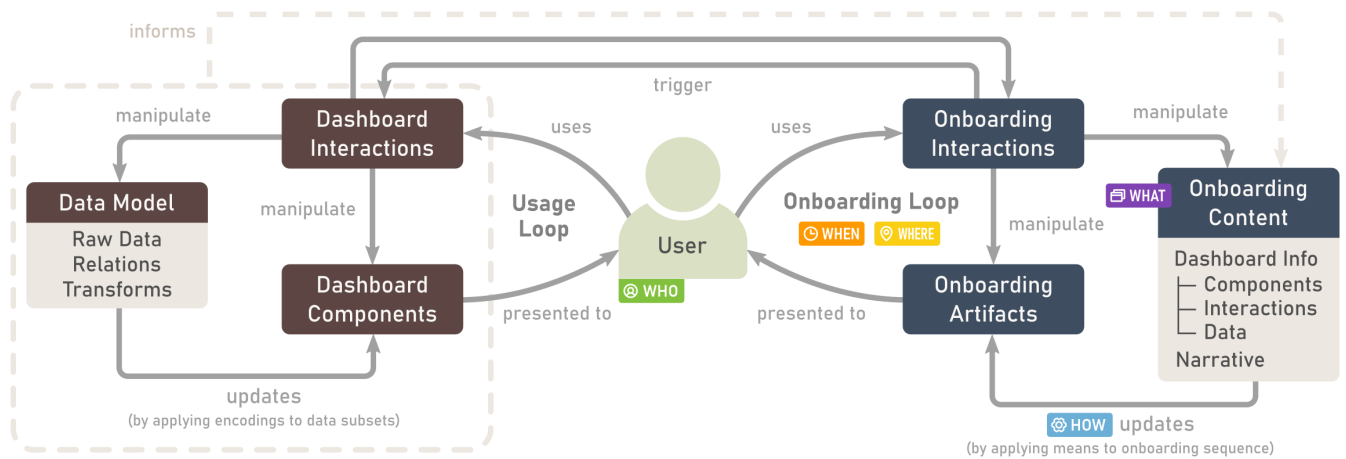 informs
trigger
manipulate
Dashboard
Interactions
uses
uses
Onboarding
Interactions
manipulate
Data Model
Raw Data
Relations
Transforms
manipulate
Usage
Loop
User
WHO
Onboarding Loop
WHEN
WHERE
manipulate
WHAT
Onboarding
Content
Dashboard Info
Components
Interactions
Data
Narrative
Dashboard
Components
presented to
presented to
Onboarding
Artifacts
updates
(by applying encodings to data subsets)
HOW updates
(by applying means to onboarding sequence)